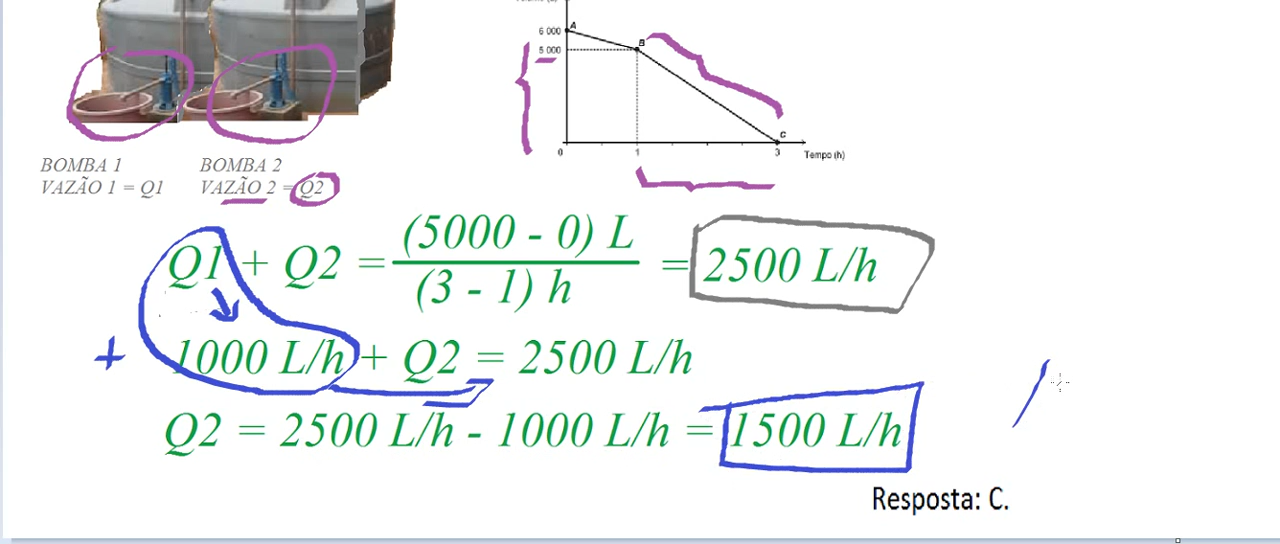 6 000
A
5 000
B
C
0
1
3
Tempo (h)
BOMBA 1
VAZÃO 1 = Q1
BOMBA 2
VAZÃO 2 = Q2
Q1 + Q2 = (5000 - 0) L / (3 - 1) h = 2500 L/h
+ 1000 L/h + Q2 = 2500 L/h
Q2 = 2500 L/h - 1000 L/h = 1500 L/h
Resposta: C.